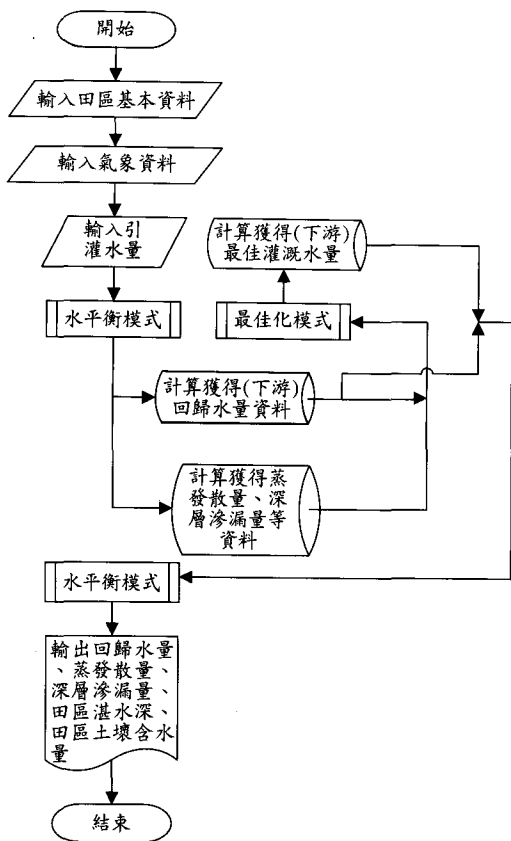 開始
輸入田區基本資料
輸入氣象資料
輸入引
灌水量
計算獲得(下游)
最佳灌溉水量
水平衡模式
最佳化模式
計算獲得(下游)
回歸水量資料
計算獲得蒸
發散量、深
層滲漏量等
資料
水平衡模式
輸出回歸水量
、蒸發散量、
深層滲漏量、
田區湛水深、
田區土壤含水
量
結束